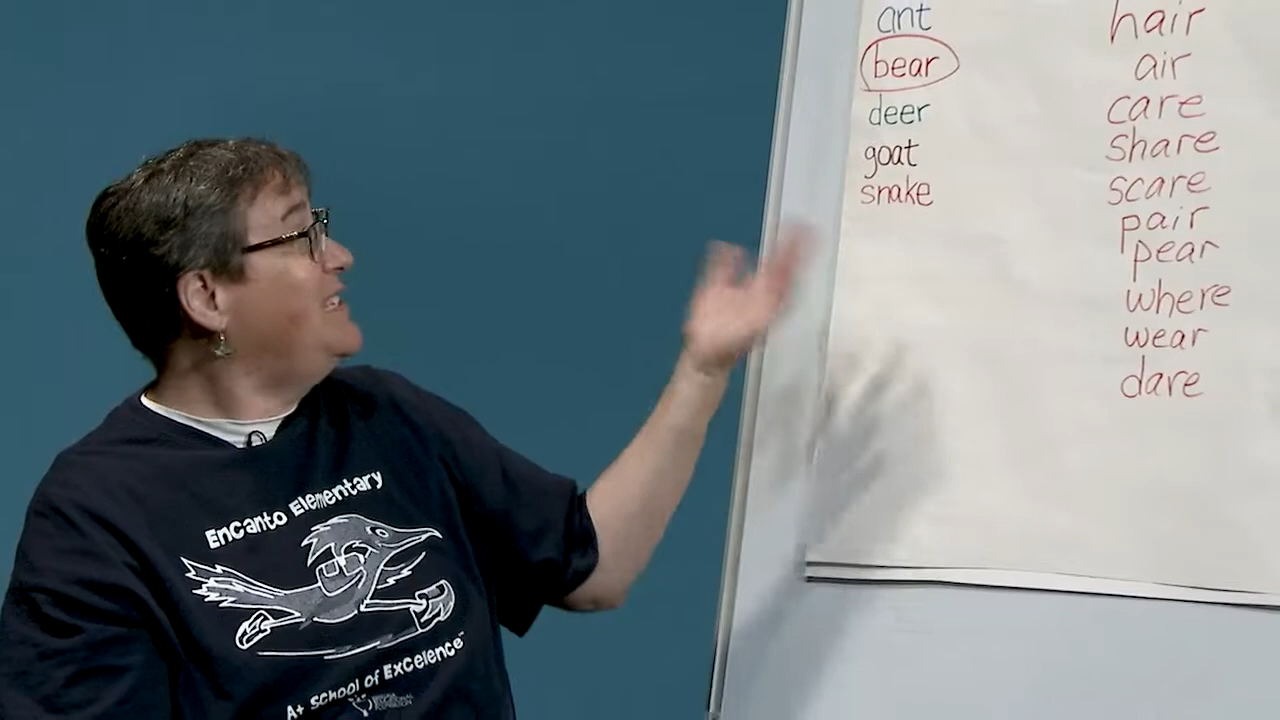 ant
bear
deer
goat
snake
hair
air
care
share
scare
pair
pear
where
wear
dare
Encanto Elementary
A+ School of Excelence™